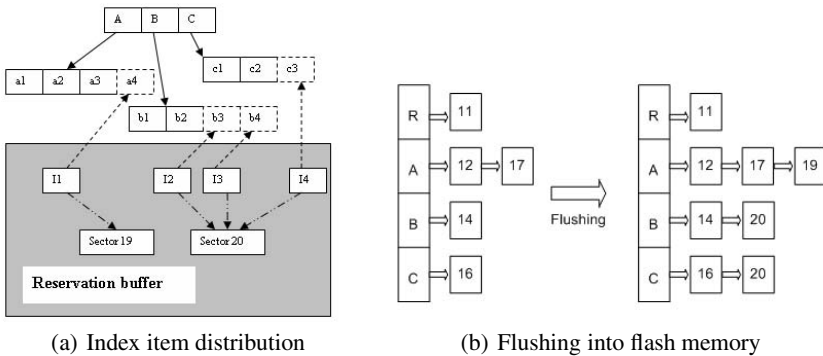 A B C
a1 a2 a3 a4
c1 c2 c3
b1 b2 b3 b4
I1 I2 I3 I4
Sector 19 Sector 20
Reservation buffer
(a) Index item distribution
R 11
A 12 17
B 14
C 16
Flushing
R 11
A 12 17 19
B 14 20
C 16 20
(b) Flushing into flash memory